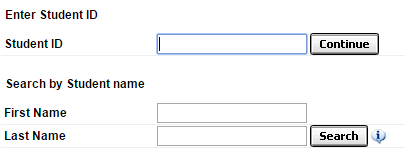 Enter Student ID
Student ID Continue
Search by Student name
First Name
Last Name Search